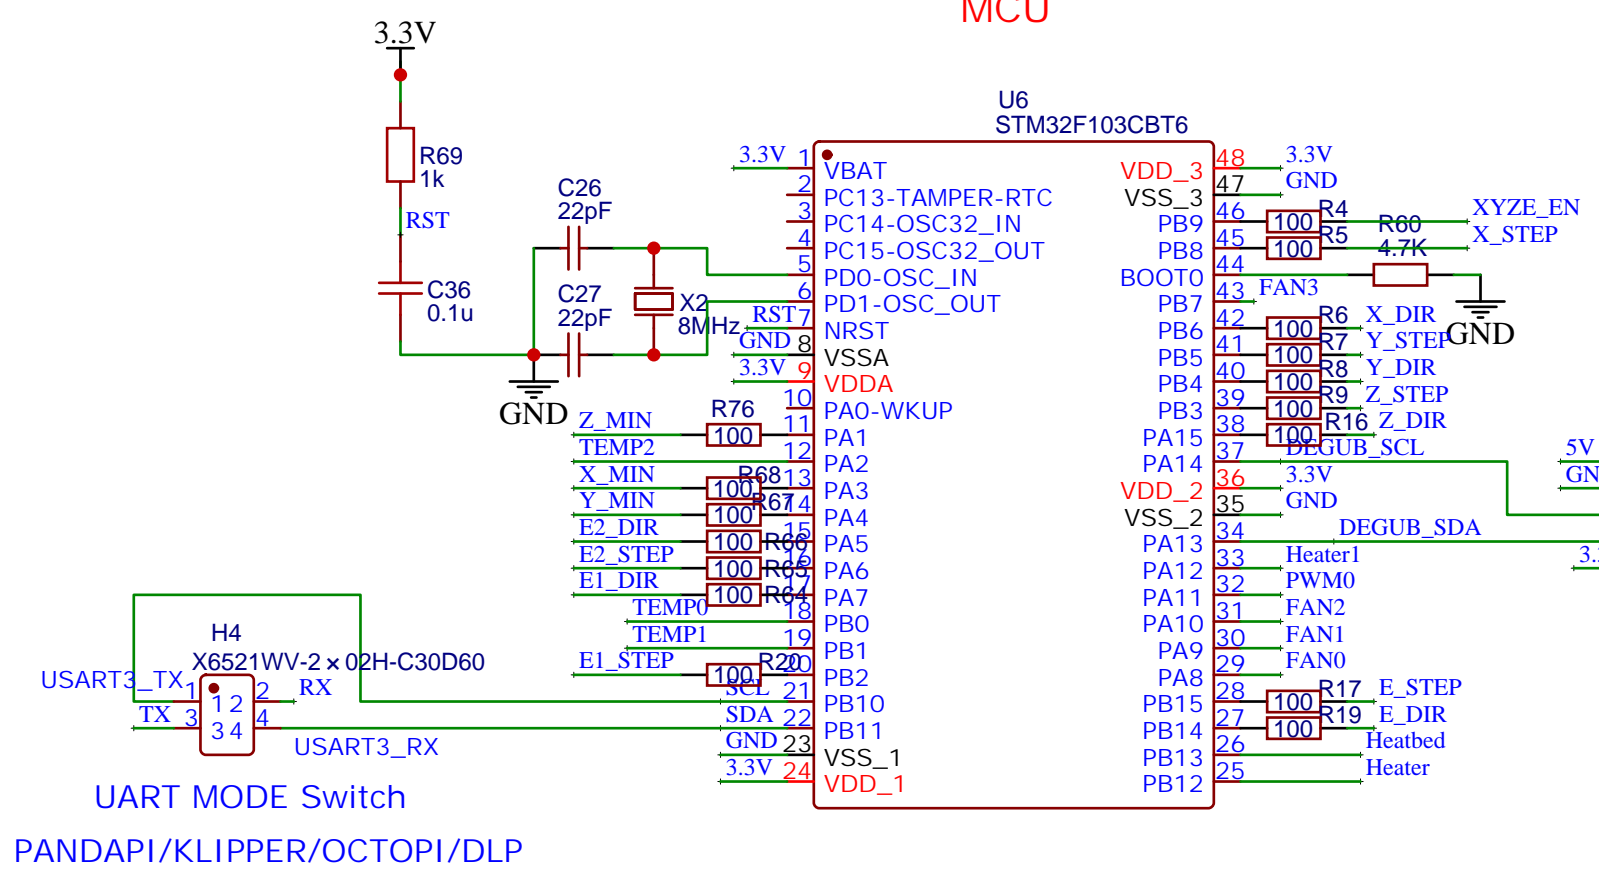 MCU
3.3V
R69
1k
RST
C36
0.1u
C26
22pF
C27
22pF
X2
8MHz
GND
U6
STM32F103CBT6
3.3V 1 VBAT
2 PC13-TAMPER-RTC
3 PC14-OSC32_IN
4 PC15-OSC32_OUT
5 PD0-OSC_IN
6 PD1-OSC_OUT
RST 7 NRST
GND 8 VSSA
3.3V 9 VDDA
10 PA0-WKUP
Z_MIN R76 100 11 PA1
TEMP2 12 PA2
X_MIN R68 100 13 PA3
Y_MIN R67 100 14 PA4
E2_DIR 100 R66 15 PA5
E2_STEP 100 R65 16 PA6
E1_DIR 100 R64 17 PA7
TEMP0 18 PB0
TEMP1 19 PB1
E1_STEP 100 R20 20 PB2
SCL 21 PB10
SDA 22 PB11
GND 23 VSS_1
3.3V 24 VDD_1
VDD_3 48 3.3V
VSS_3 47 GND
PB9 46 100 R4 XYZE_EN
PB8 45 100 R5 X_STEP
R60
4.7K
BOOT0 44
GND
PB7 43 FAN3
PB6 42 100 R6 X_DIR
PB5 41 100 R7 Y_STEP
PB4 40 100 R8 Y_DIR
PB3 39 100 R9 Z_STEP
PA15 38 100 R16 Z_DIR
PA14 37 DEGUB_SCL
VDD_2 36 3.3V
VSS_2 35 GND
PA13 34 DEGUB_SDA
PA12 33 Heater1
PA11 32 PWM0
PA10 31 FAN2
PA9 30 FAN1
PA8 29 FAN0
PB15 28 100 R17 E_STEP
PB14 27 100 R19 E_DIR
PB13 26 Heatbed
PB12 25 Heater
5V
GN
3.
H4
X6521WV-2×02H-C30D60
USART3_TX 1 1 2 2 RX
TX 3 3 4 4 USART3_RX
UART MODE Switch
PANDAPI/KLIPPER/OCTOPI/DLP